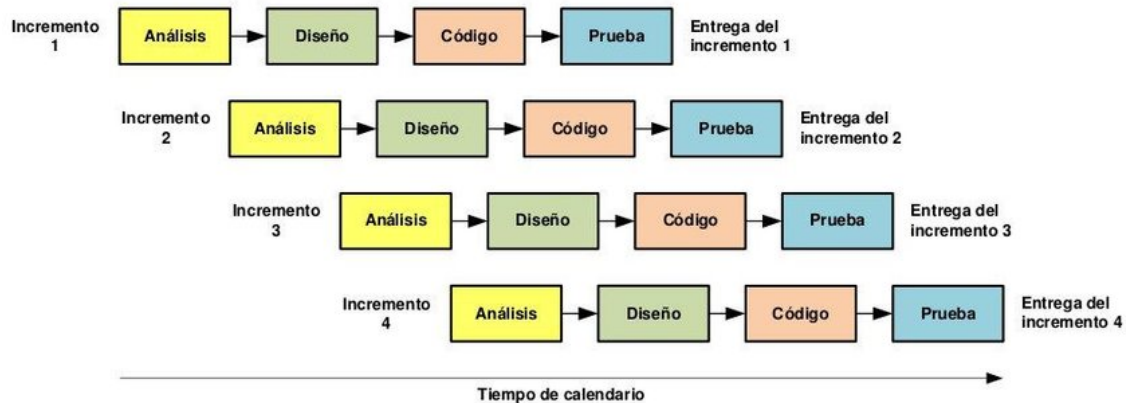 Incremento
1
Análisis
Diseño
Código
Prueba
Entrega del
incremento 1
Incremento
2
Análisis
Diseño
Código
Prueba
Entrega del
incremento 2
Incremento
3
Análisis
Diseño
Código
Prueba
Entrega del
incremento 3
Incremento
4
Análisis
Diseño
Código
Prueba
Entrega del
incremento 4
Tiempo de calendario